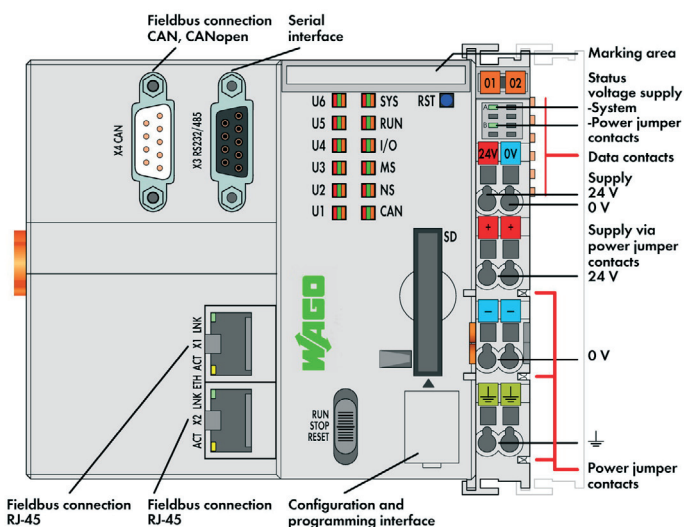 Fieldbus connection
CAN, CANopen
Serial
interface
Marking area
Status
voltage supply
-System
-Power jumper
contacts
Data contacts
Supply
24 V
0 V
Supply via
power jumper
contacts
24 V
0 V
Power jumper
contacts
X4 CAN
X3 RS232/485
U6 SYS
U5 RUN
U4 I/O
U3 MS
U2 NS
U1 CAN
RST
01 02
A
B
24V 0V
+ +
− −
SD
WAGO
ACT X1 LNK
ETH
ACT X2 LNK
RUN
STOP
RESET
Fieldbus connection
RJ-45
Fieldbus connection
RJ-45
Configuration and
programming interface